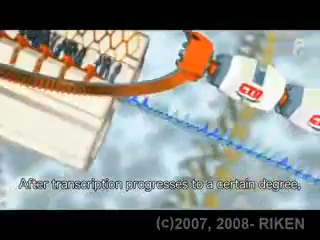 CTD
After transcription progresses to a certain degree,
(c)2007, 2008- RIKEN